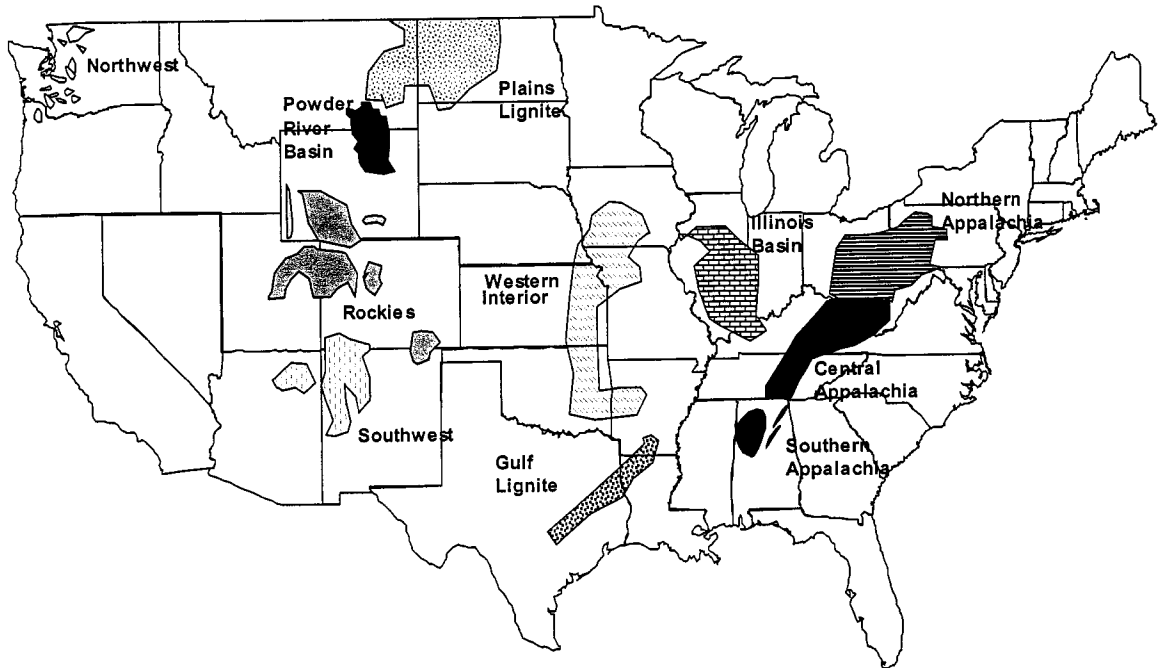 Northwest
Powder
River
Basin
Plains
Lignite
Northern
Appalachia
Illinois
Basin
Western
Interior
Rockies
Central
Appalachia
Southwest
Southern
Appalachia
Gulf
Lignite